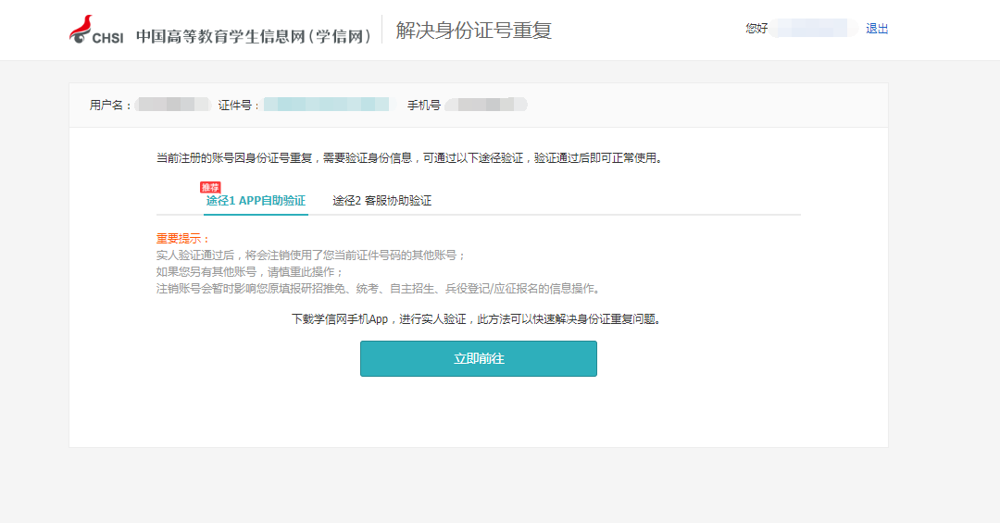 CHSI 中国高等教育学生信息网(学信网) 解决身份证号重复 您好 退出
用户名： 证件号： 手机号
当前注册的账号因身份证号重复，需要验证身份信息，可通过以下途径验证，验证通过后即可正常使用。
推荐
途径1 APP自助验证 途径2 客服协助验证
重要提示：
实人验证通过后，将会注销使用了您当前证件号码的其他账号；
如果您另有其他账号，请慎重此操作；
注销账号会暂时影响您原填报研招推免、统考、自主招生、兵役登记/应征报名的信息操作。
下载学信网手机App，进行实人验证，此方法可以快速解决身份证重复问题。
立即前往